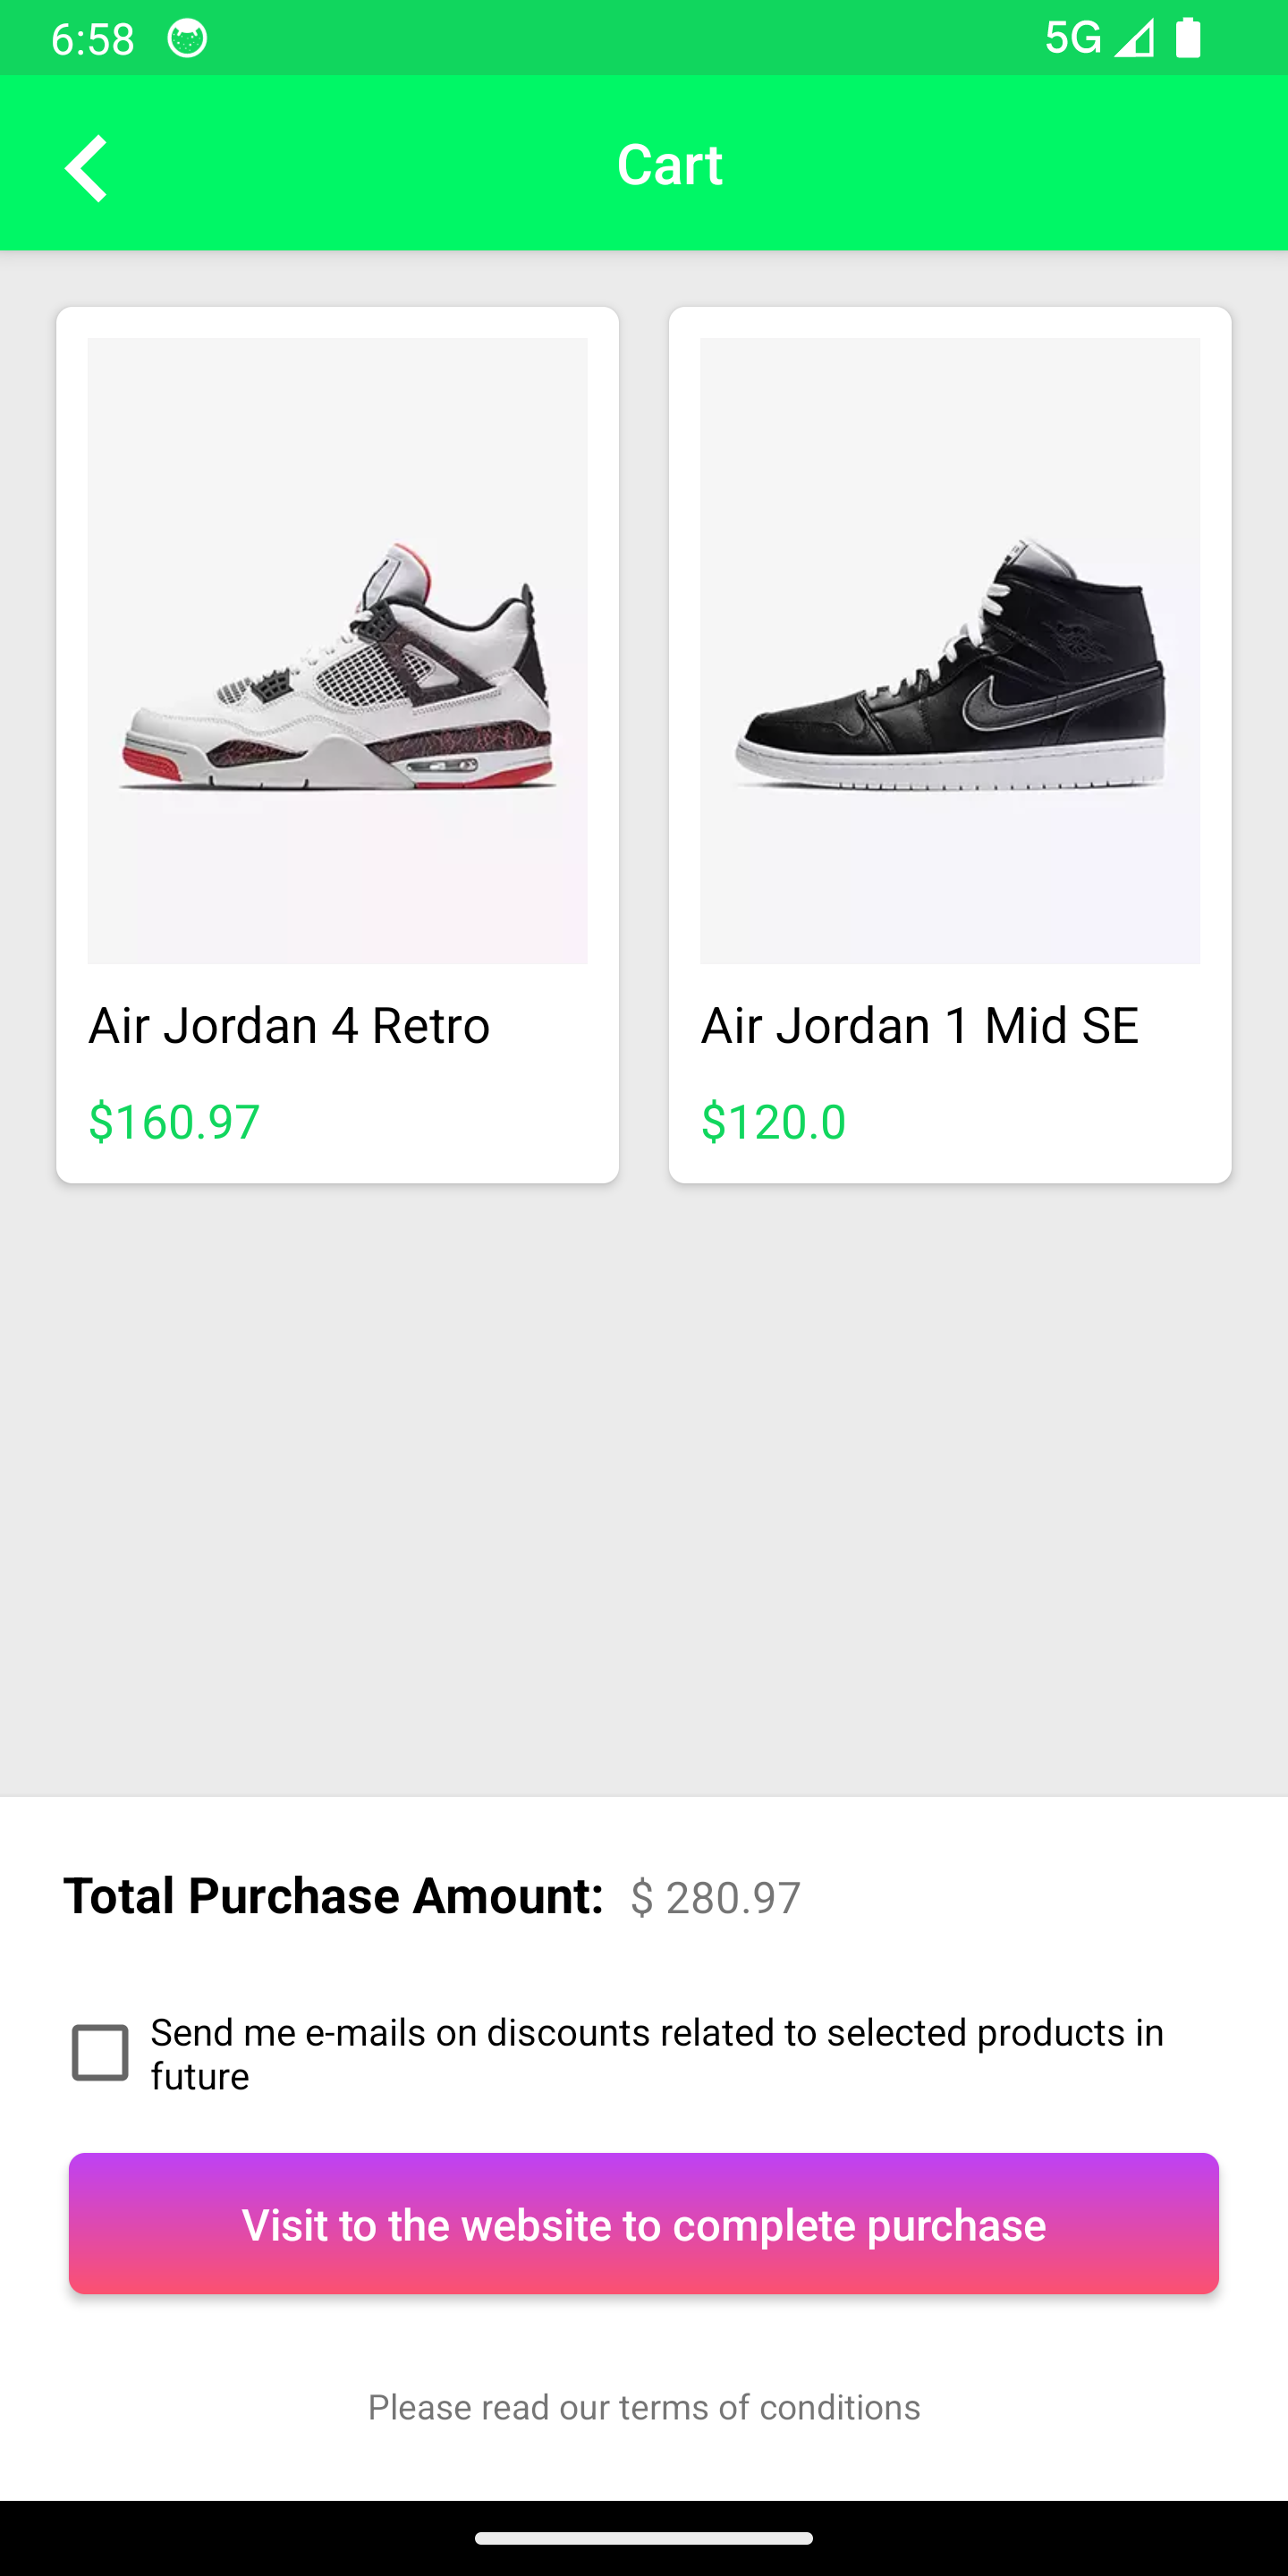 6:58
5G
Cart
Air Jordan 4 Retro
$160.97
Air Jordan 1 Mid SE
$120.0
Total Purchase Amount: $ 280.97
Send me e-mails on discounts related to selected products in
future
Visit to the website to complete purchase
Please read our terms of conditions